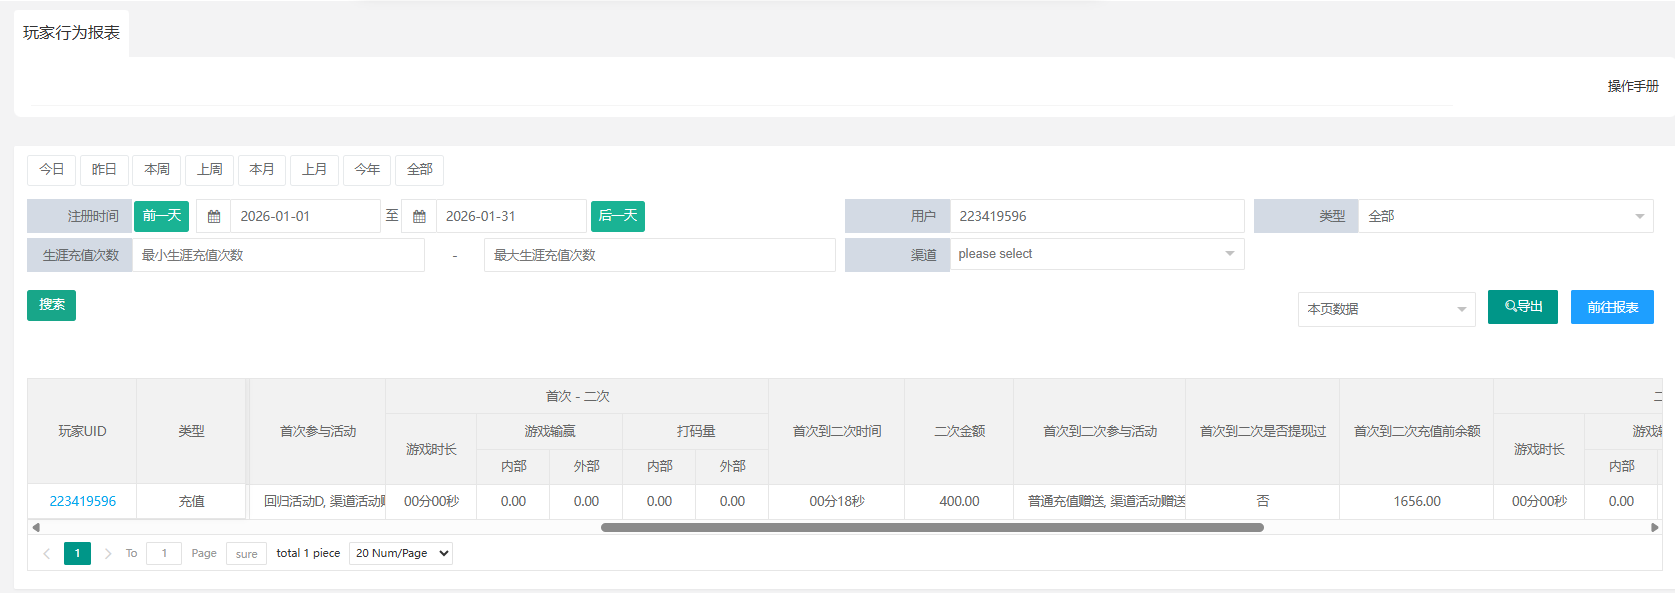 玩家行为报表
操作手册
今日 昨日 本周 上周 本月 上月 今年 全部
注册时间 前一天 2026-01-01 至 2026-01-31 后一天 用户 223419596 类型 全部
生涯充值次数 最小生涯充值次数 - 最大生涯充值次数 渠道 please select
搜索 本页数据 导出 前往报表
首次 - 二次 二
玩家UID 类型 首次参与活动 游戏输赢 打码量 首次到二次时间 二次金额 首次到二次参与活动 首次到二次是否提现过 首次到二次充值前余额 游戏
游戏时长 游戏时长
内部 外部 内部 外部 内部
223419596 充值 回归活动D, 渠道活动 00分00秒 0.00 0.00 0.00 0.00 00分18秒 400.00 普通充值赠送, 渠道活动赠送 否 1656.00 00分00秒 0.00
1 To 1 Page sure total 1 piece 20 Num/Page